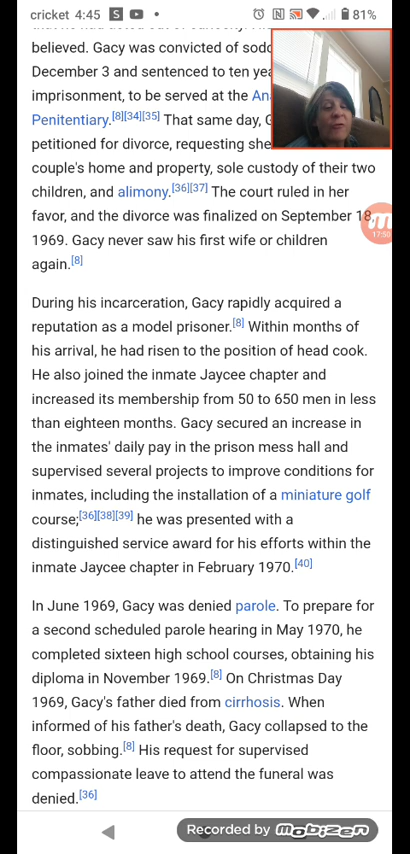 cricket 4:45 S 81%
believed. Gacy was convicted of
December 3 and sentenced to ten
imprisonment, to be served at the
Penitentiary.[8][34][35] That same day,
petitioned for divorce, requesting she
couple's home and property, sole custody of their two
children, and alimony.[36][37] The court ruled in her
favor, and the divorce was finalized on September 18,
1969. Gacy never saw his first wife or children
again.[8]
17:50
During his incarceration, Gacy rapidly acquired a
reputation as a model prisoner.[8] Within months of
his arrival, he had risen to the position of head cook.
He also joined the inmate Jaycee chapter and
increased its membership from 50 to 650 men in less
than eighteen months. Gacy secured an increase in
the inmates' daily pay in the prison mess hall and
supervised several projects to improve conditions for
inmates, including the installation of a miniature golf
course;[36][38][39] he was presented with a
distinguished service award for his efforts within the
inmate Jaycee chapter in February 1970.[40]
In June 1969, Gacy was denied parole. To prepare for
a second scheduled parole hearing in May 1970, he
completed sixteen high school courses, obtaining his
diploma in November 1969.[8] On Christmas Day
1969, Gacy's father died from cirrhosis. When
informed of his father's death, Gacy collapsed to the
floor, sobbing.[8] His request for supervised
compassionate leave to attend the funeral was
denied.[36]
Recorded by mobizen